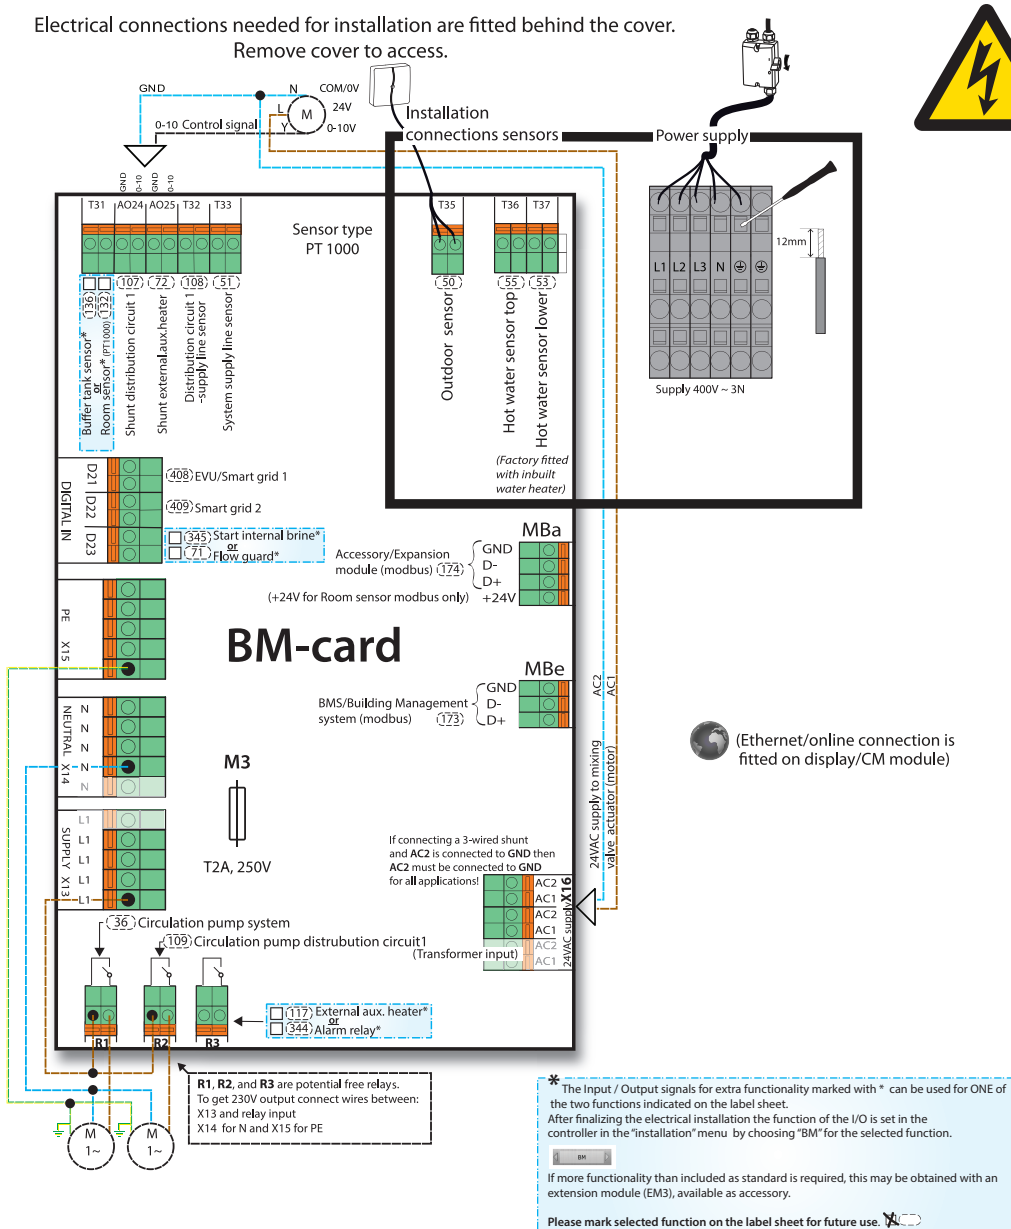 Electrical connections needed for installation are fitted behind the cover.
Remove cover to access.
GND
N
COM/0V
L
M
24V
Y
0-10V
0-10 Control signal
Installation
connections sensors
Power supply
GND
0-10
GND
0-10
T31
AO24
AO25
T32
T33
Sensor type
PT 1000
T35
T36
T37
136
132
107
72
108
51
50
55
53
Buffer tank sensor*
or
Room sensor* (PT1000)
Shunt distribution circuit 1
Shunt external.aux.heater
Distribution circuit 1
-supply line sensor
System supply line sensor
Outdoor sensor
Hot water sensor top
Hot water sensor lower
(Factory fitted
with inbuilt
water heater)
L1
L2
L3
N
12mm
Supply 400V ~ 3N
DIGITAL IN
D21
D22
D23
408 EVU/Smart grid 1
409 Smart grid 2
345 Start internal brine*
or
71 Flow guard*
MBa
Accessory/Expansion
module (modbus) 174
GND
D-
D+
(+24V for Room sensor modbus only)
+24V
PE
X15
BM-card
MBe
BMS/Building Management
system (modbus) 173
GND
D-
D+
AC2
AC1
24VAC supply to mixing
valve actuator (motor)
(Ethernet/online connection is
fitted on display/CM module)
NEUTRAL X14
N
N
N
N
N
M3
T2A, 250V
SUPPLY X13
L1
L1
L1
L1
L1
If connecting a 3-wired shunt
and AC2 is connected to GND then
AC2 must be connected to GND
for all applications!
AC2
AC1
AC2
AC1
AC2
AC1
X16
24VAC supply
(Transformer input)
36 Circulation pump system
109 Circulation pump distrubution circuit1
R1
R2
R3
117 External aux. heater*
or
344 Alarm relay*
R1, R2, and R3 are potential free relays.
To get 230V output connect wires between:
X13 and relay input
X14 for N and X15 for PE
M
1~
M
1~
* The Input / Output signals for extra functionality marked with * can be used for ONE of
the two functions indicated on the label sheet.
After finalizing the electrical installation the function of the I/O is set in the
controller in the "installation" menu by choosing "BM" for the selected function.
BM
If more functionality than included as standard is required, this may be obtained with an
extension module (EM3), available as accessory.
Please mark selected function on the label sheet for future use.